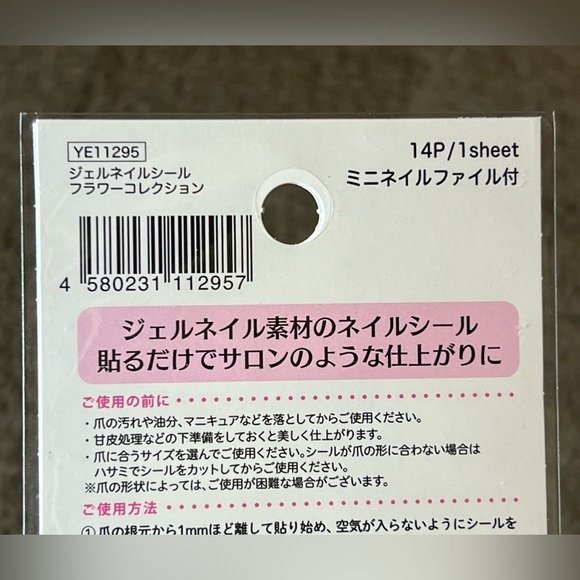 YE11295
ジェルネイルシール
フラワーコレクション
14P/1sheet
ミニネイルファイル付
4 580231 112957
ジェルネイル素材のネイルシール
貼るだけでサロンのような仕上がりに
ご使用の前に
・爪の汚れや油分、マニキュアなどを落としてからご使用ください。
・甘皮処理などの下準備をしておくと美しく仕上がります。
・爪に合うサイズを選んでご使用ください。シールが爪の形に合わない場合は
ハサミでシールをカットしてからご使用ください。
※爪の形状によっては、ご使用が困難な場合がございます。
ご使用方法
①爪の根元から1mmほど離して貼り始め、空気が入らないようにシールを